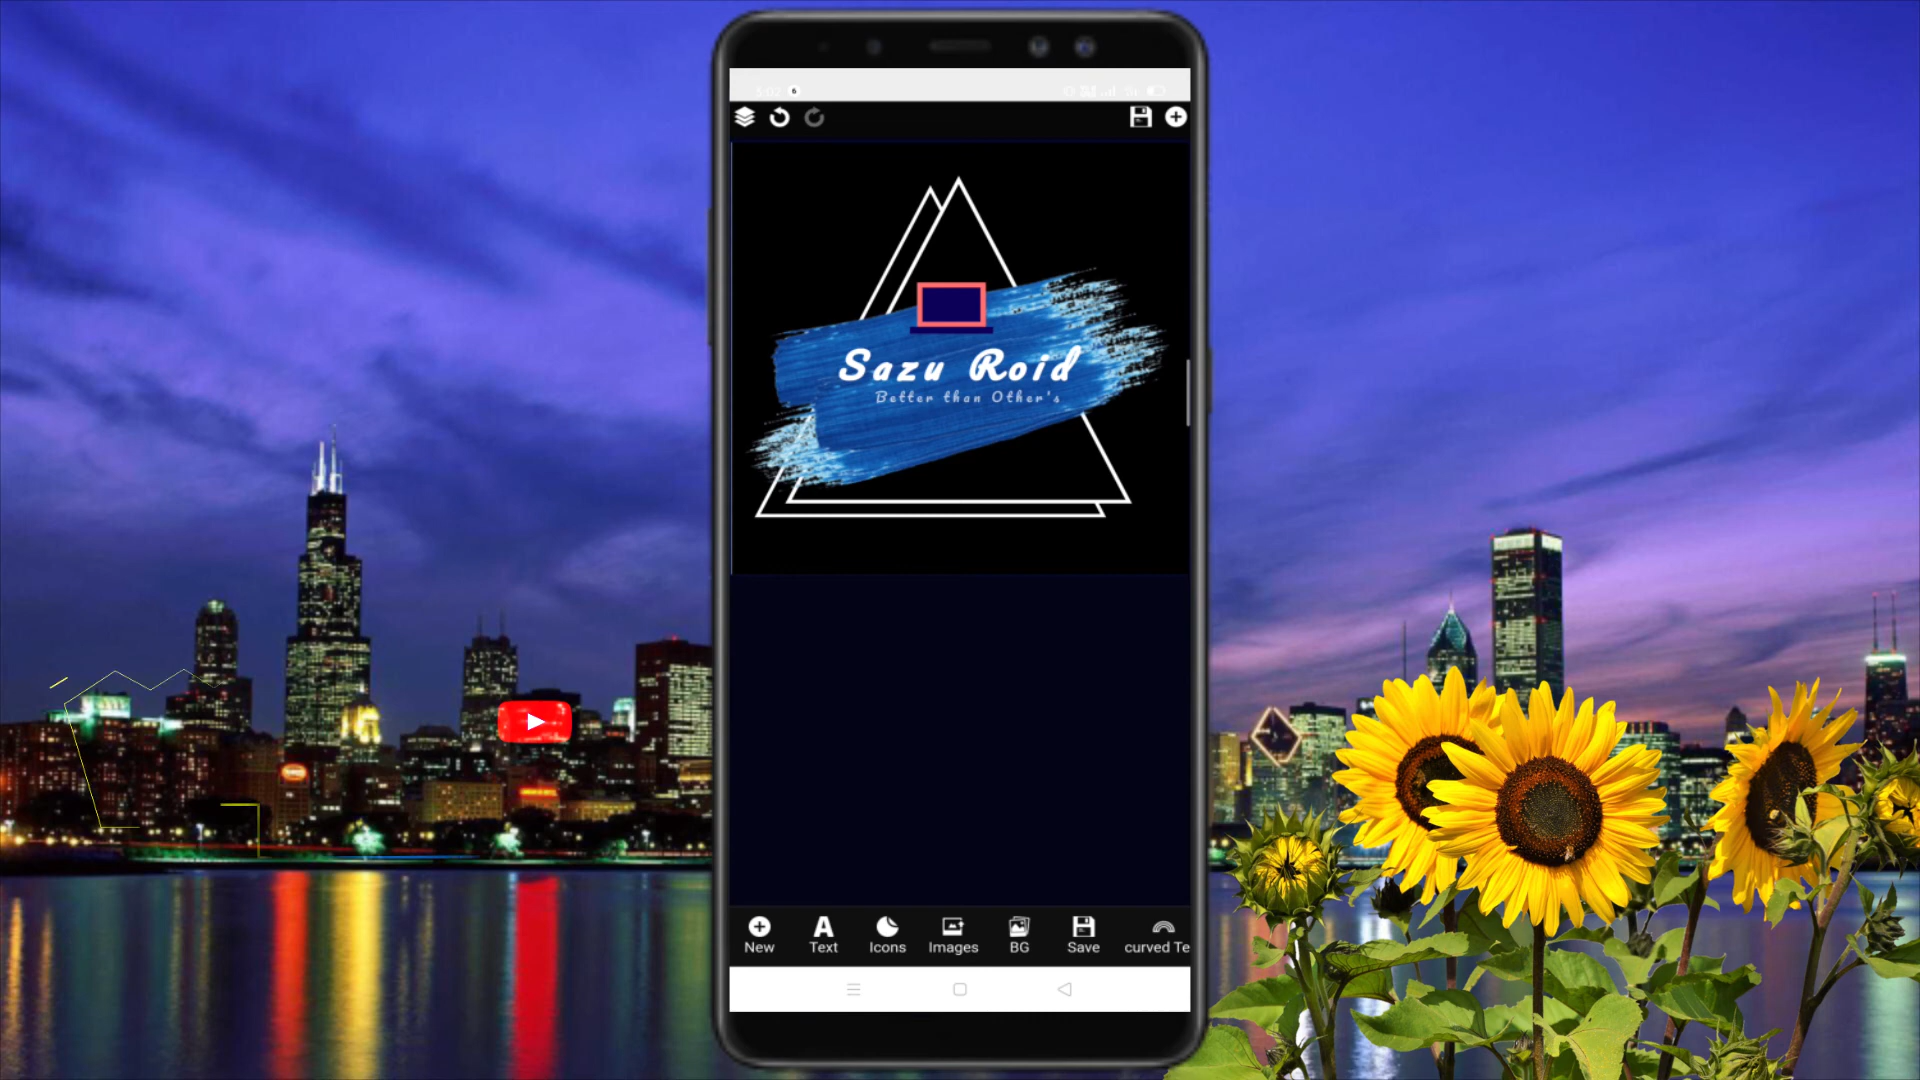 Sazu Roid
Better than Other's
New Text Icons Images BG Save curved Te